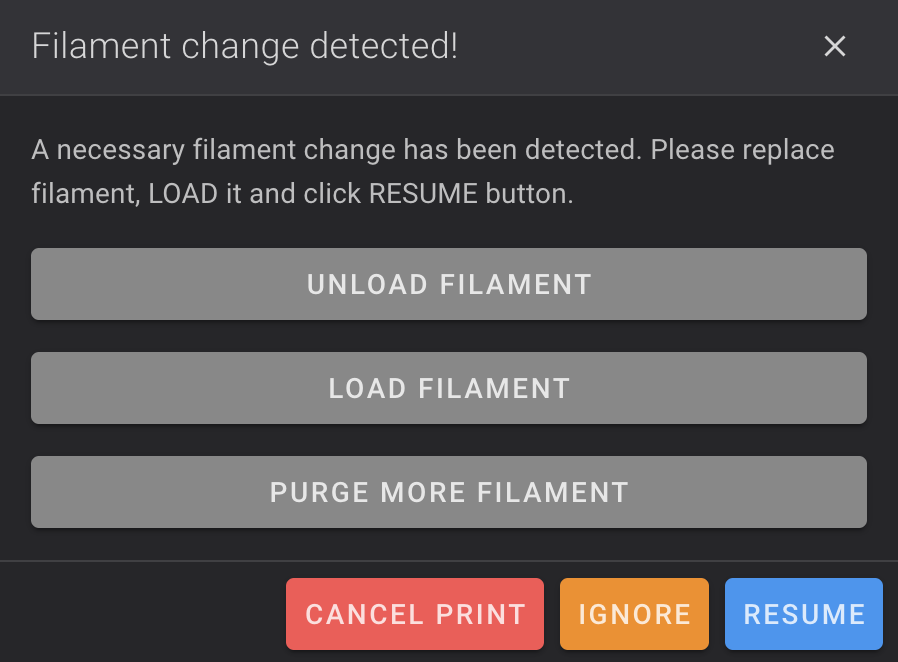 Filament change detected!
A necessary filament change has been detected. Please replace
filament, LOAD it and click RESUME button.
UNLOAD FILAMENT
LOAD FILAMENT
PURGE MORE FILAMENT
CANCEL PRINT IGNORE RESUME